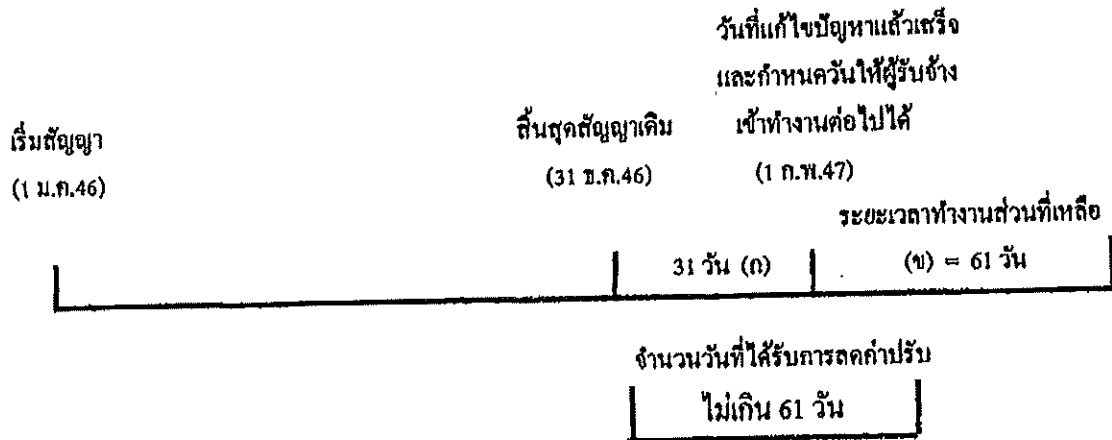 วันที่แก้ไขปัญหาแล้วเสร็จ
และกำหนดวันให้ผู้รับจ้าง
เริ่มสัญญา
สิ้นสุดสัญญาเดิม
เข้าทำงานต่อไปได้
(1 ม.ค.46)
(31 ธ.ค.46)
(1 ก.พ.47)
ระยะเวลาทำงานส่วนที่เหลือ
31 วัน (ก)
(ข) = 61 วัน
จำนวนวันที่ได้รับการลดค่าปรับ
ไม่เกิน 61 วัน